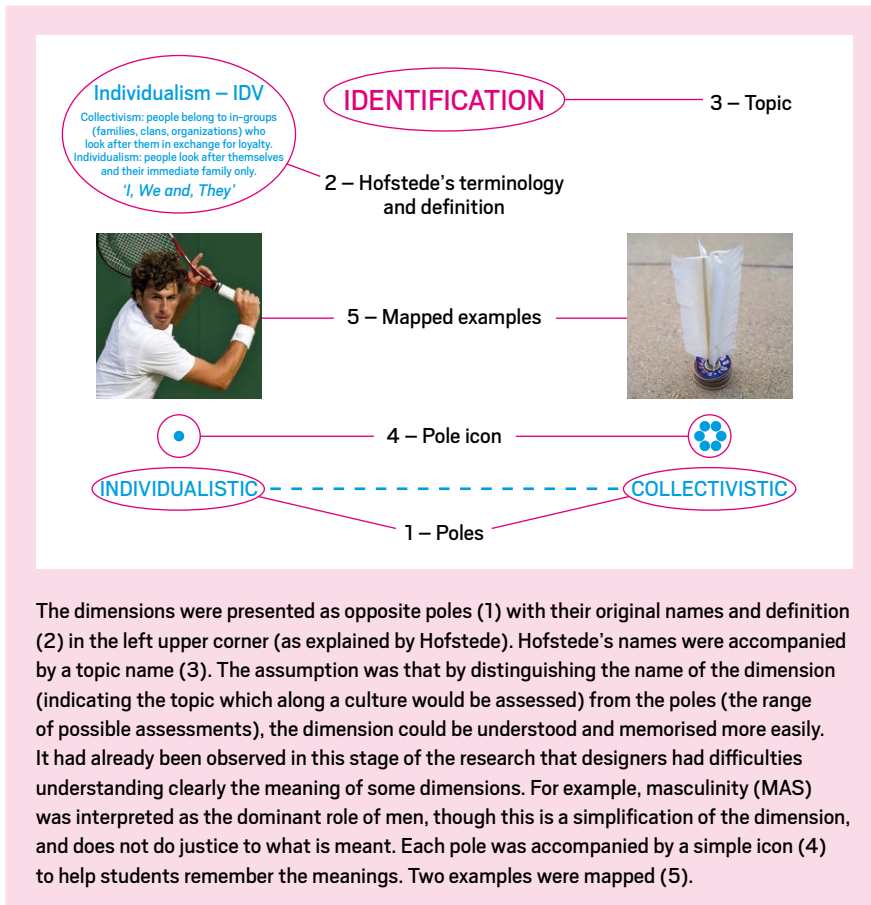 Individualism – IDV
Collectivism: people belong to in-groups
(families, clans, organizations) who
look after them in exchange for loyalty.
Individualism: people look after themselves
and their immediate family only.
'I, We and, They'
IDENTIFICATION
3 – Topic
2 – Hofstede's terminology
and definition
5 – Mapped examples
4 – Pole icon
INDIVIDUALISTIC
COLLECTIVISTIC
1 – Poles
The dimensions were presented as opposite poles (1) with their original names and definition
(2) in the left upper corner (as explained by Hofstede). Hofstede's names were accompanied
by a topic name (3). The assumption was that by distinguishing the name of the dimension
(indicating the topic which along a culture would be assessed) from the poles (the range
of possible assessments), the dimension could be understood and memorised more easily.
It had already been observed in this stage of the research that designers had difficulties
understanding clearly the meaning of some dimensions. For example, masculinity (MAS)
was interpreted as the dominant role of men, though this is a simplification of the dimension,
and does not do justice to what is meant. Each pole was accompanied by a simple icon (4)
to help students remember the meanings. Two examples were mapped (5).